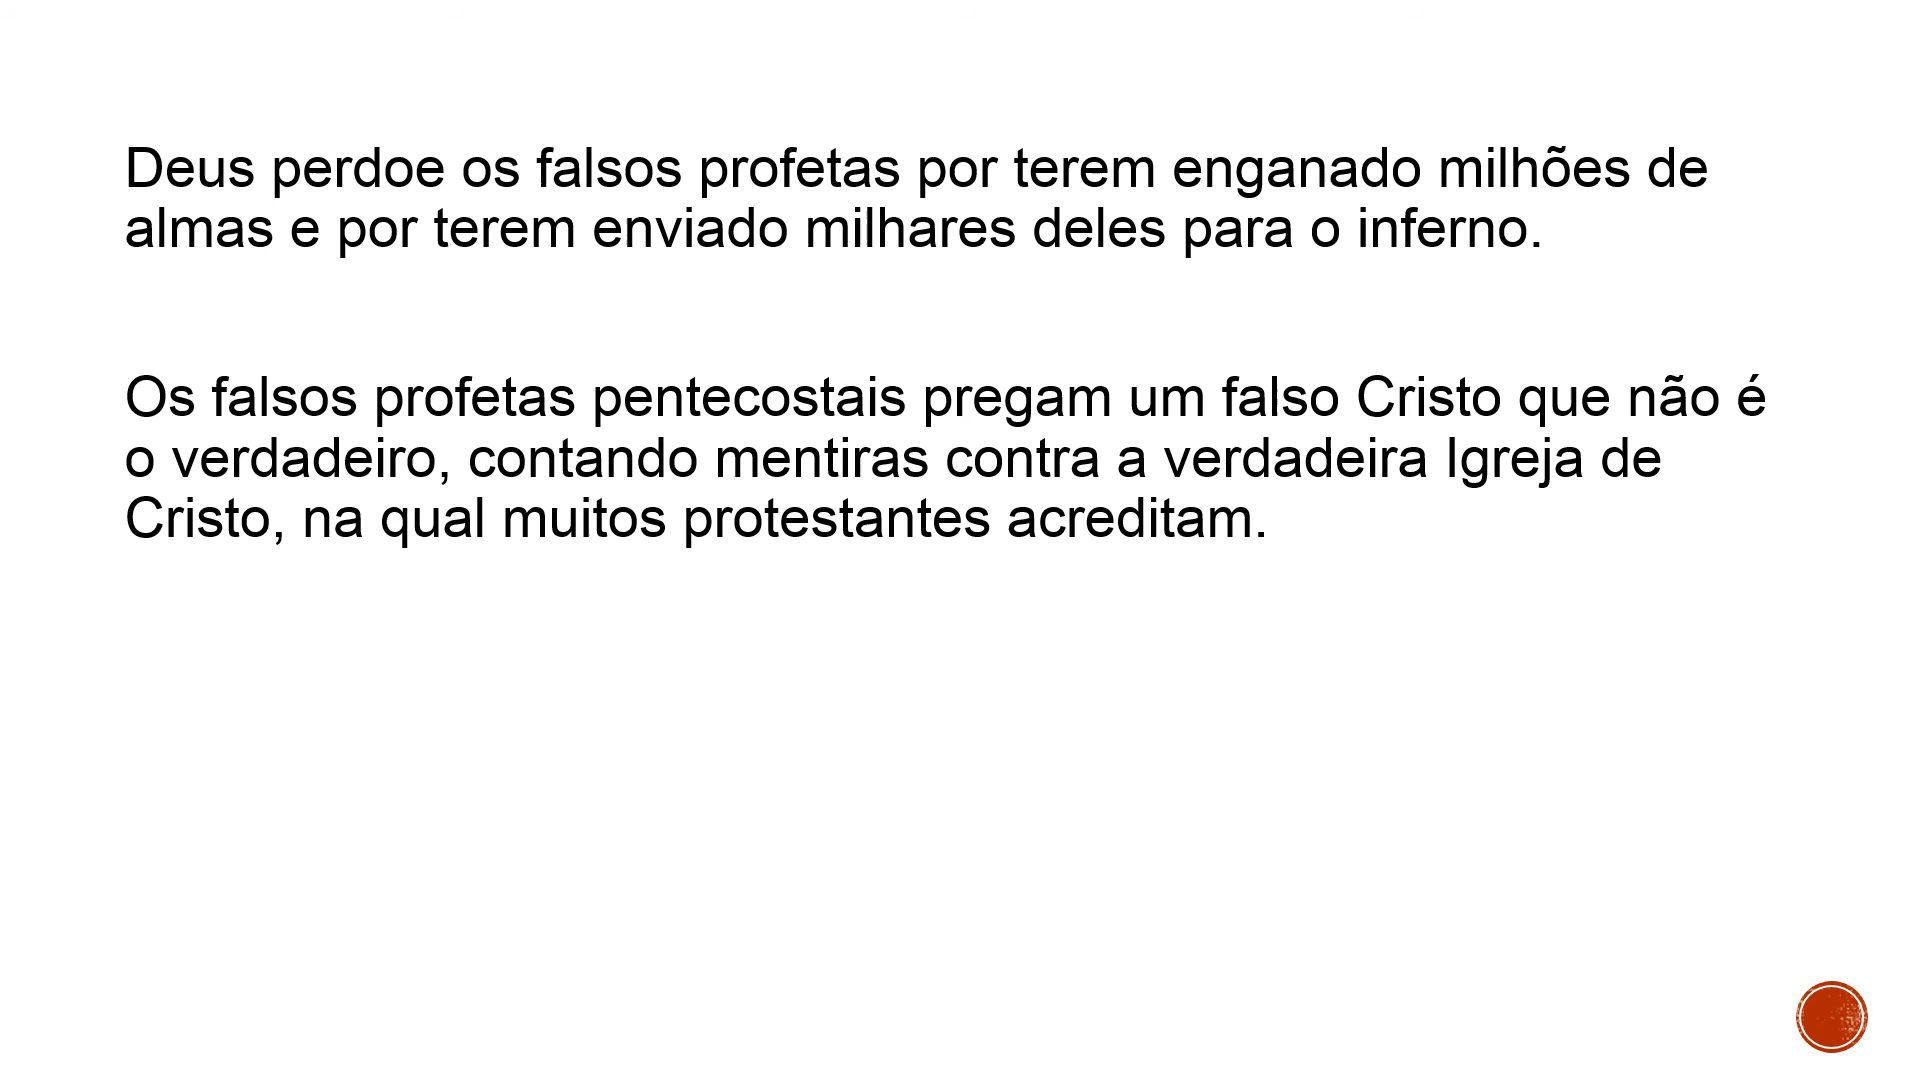 Deus perdoe os falsos profetas por terem enganado milhões de
almas e por terem enviado milhares deles para o inferno.
Os falsos profetas pentecostais pregam um falso Cristo que não é
o verdadeiro, contando mentiras contra a verdadeira Igreja de
Cristo, na qual muitos protestantes acreditam.